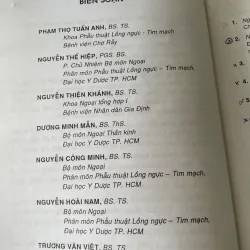 BIÊN SOẠN
PHẠM THỌ TUẤN ANH, BS. TS.
Khoa Phẫu thuật Lồng ngực - Tim mạch
Bệnh viện Chợ Rẫy
NGUYỄN THẾ HIỆP, PGS. BS.
P. Chủ Nhiệm Bộ môn Ngoại
Phân môn Phẫu thuật Lồng ngực – Tim mạch,
Đại học Y Dược TP. HCM
NGUYỄN THIỆN KHÁNH, BS. TS.
Khoa Ngoại tổng hợp I
Bệnh viện Nhân dân Gia Định
DƯƠNG MINH MẪN, BS. ThS.
Bộ môn Ngoại Thần kinh
Đại học Y Dược TP. HCM
NGUYỄN CÔNG MINH, BS. TS.
Bộ môn Ngoại
Phân môn Phẫu thuật Lồng ngực – Tim mạch,
Đại học Y Dược TP. HCM
NGUYỄN HOÀI NAM, BS. TS.
Bộ môn Ngoại
Phân môn Phẫu thuật Lồng ngực – Tim mạch,
Đại học Y Dược TP. HCM
TRƯƠNG VĂN VIỆT, BS. TS
1.
2.
3.
4.
5.
6.